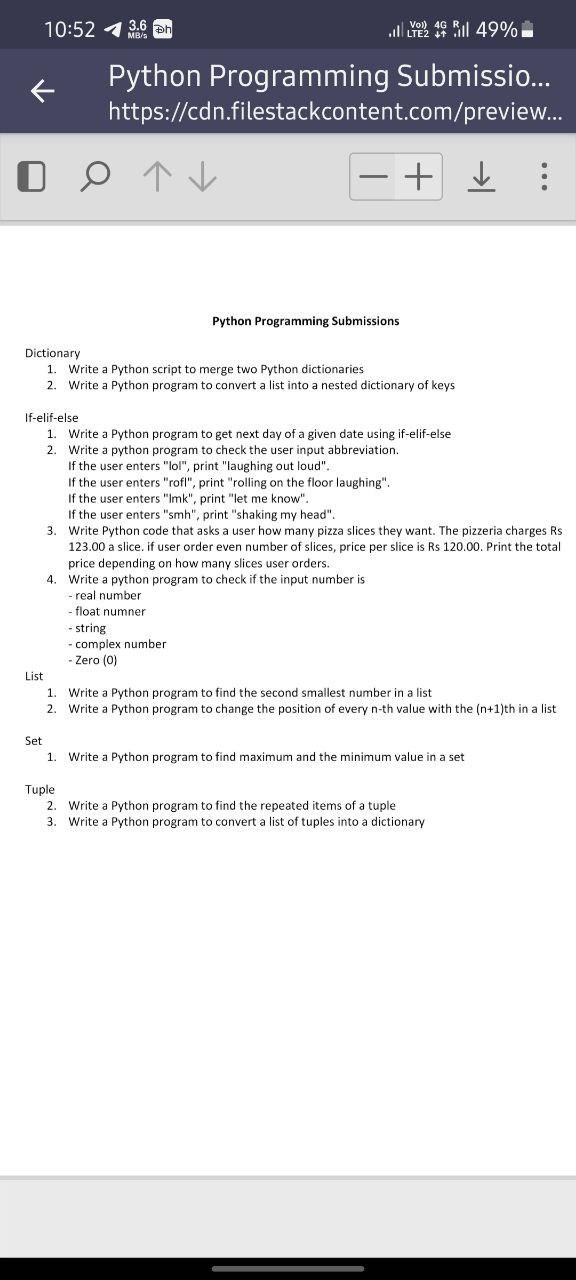 10:52 3.6 MB/s Dh Vo)) LTE2 4G R 49%
Python Programming Submissio...
https://cdn.filestackcontent.com/preview...
Python Programming Submissions
Dictionary
1. Write a Python script to merge two Python dictionaries
2. Write a Python program to convert a list into a nested dictionary of keys
If-elif-else
1. Write a Python program to get next day of a given date using if-elif-else
2. Write a python program to check the user input abbreviation.
If the user enters "lol", print "laughing out loud".
If the user enters "rofl", print "rolling on the floor laughing".
If the user enters "lmk", print "let me know".
If the user enters "smh", print "shaking my head".
3. Write Python code that asks a user how many pizza slices they want. The pizzeria charges Rs
123.00 a slice. if user order even number of slices, price per slice is Rs 120.00. Print the total
price depending on how many slices user orders.
4. Write a python program to check if the input number is
- real number
- float numner
- string
- complex number
- Zero (0)
List
1. Write a Python program to find the second smallest number in a list
2. Write a Python program to change the position of every n-th value with the (n+1)th in a list
Set
1. Write a Python program to find maximum and the minimum value in a set
Tuple
2. Write a Python program to find the repeated items of a tuple
3. Write a Python program to convert a list of tuples into a dictionary